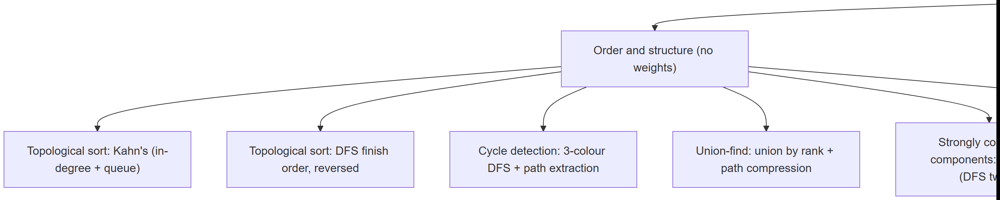 Order and structure (no
weights)
Topological sort: Kahn's (in-
degree + queue)
Topological sort: DFS finish
order, reversed
Cycle detection: 3-colour
DFS + path extraction
Union-find: union by rank +
path compression
Strongly co
components:
(DFS tw